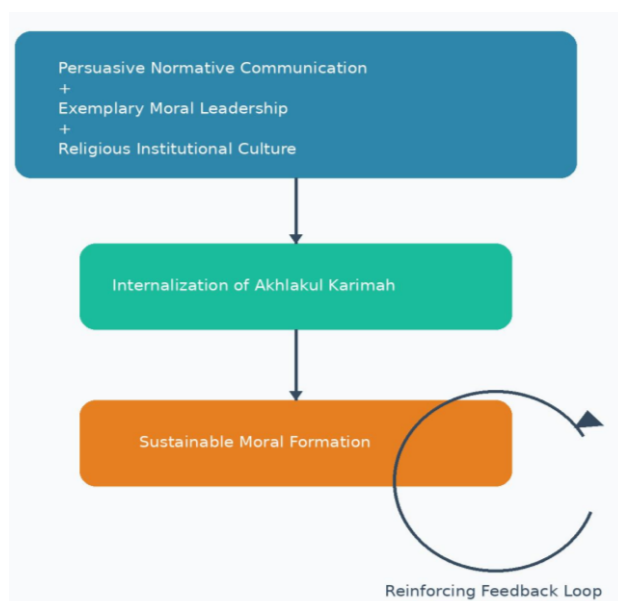 Persuasive Normative Communication
+
Exemplary Moral Leadership
+
Religious Institutional Culture
Internalization of Akhlakul Karimah
Sustainable Moral Formation
Reinforcing Feedback Loop